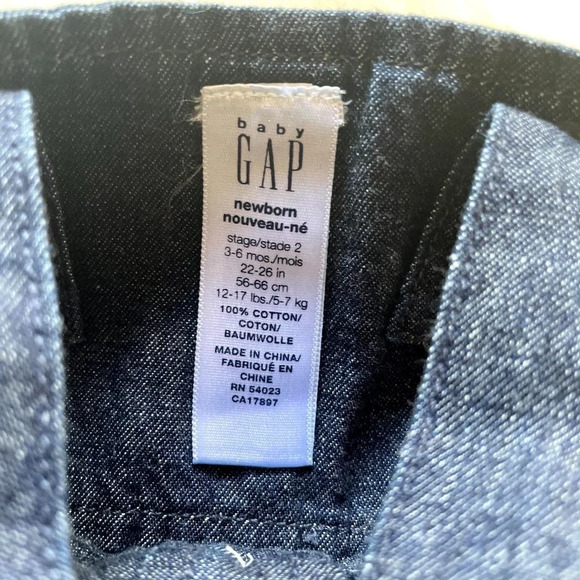 baby
GAP
newborn
nouveau-né
stage/stade 2
3-6 mos./mois
22-26 in
56-66 cm
12-17 lbs./5-7 kg
100% COTTON/
COTON/
BAUMWOLLE
MADE IN CHINA/
FABRIQUÉ EN
CHINE
RN 54023
CA17897